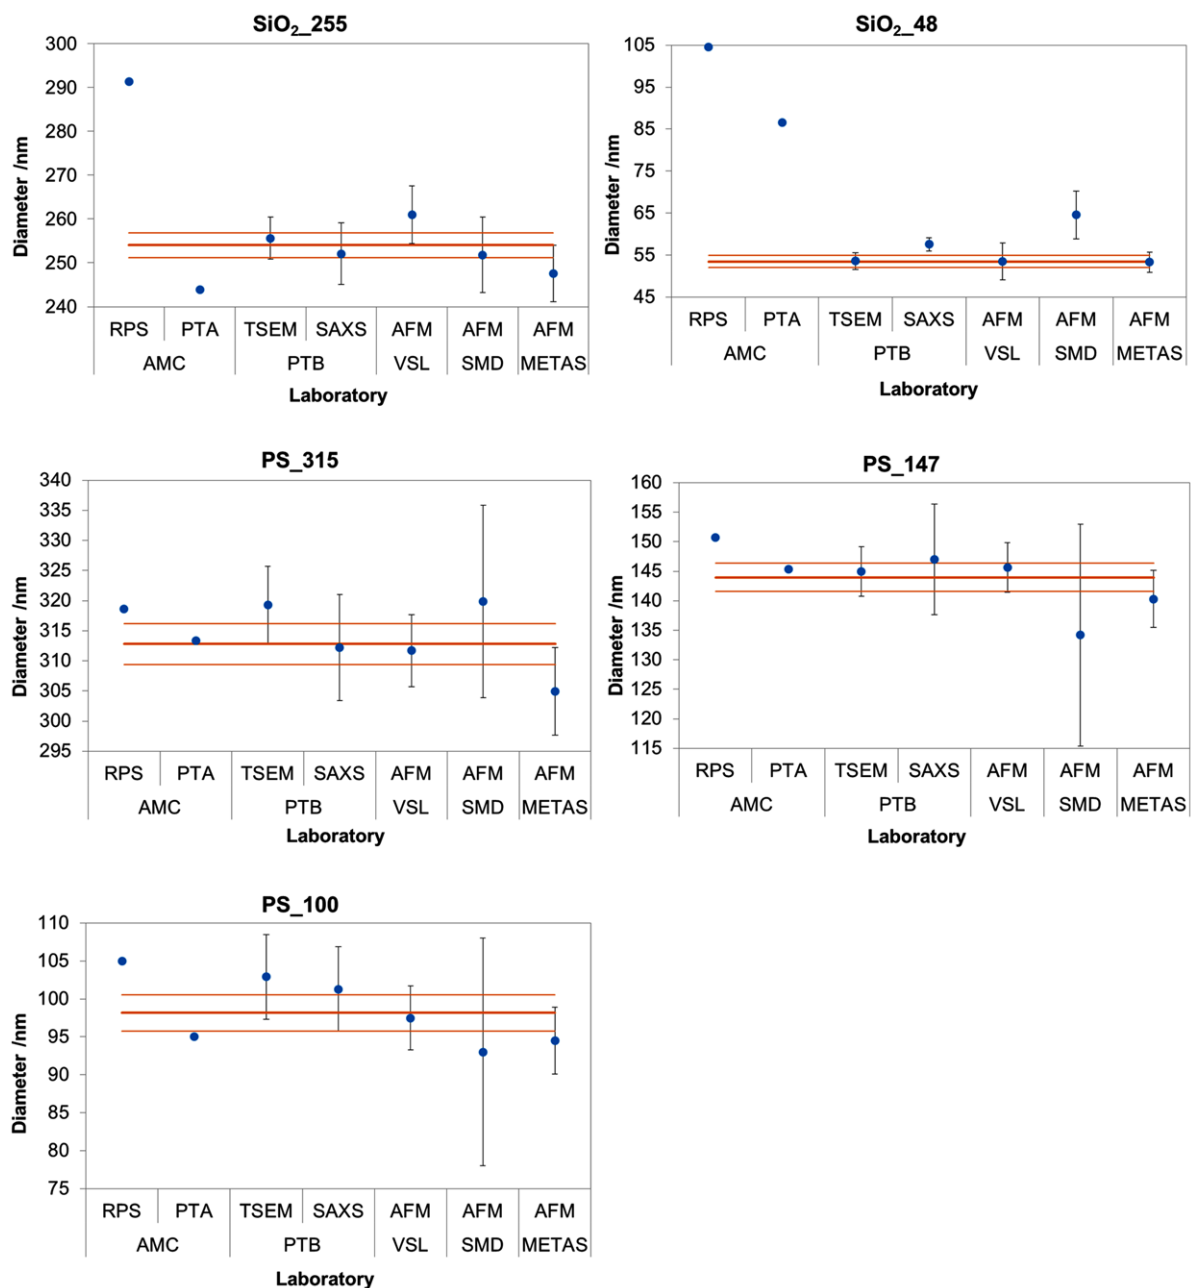 SiO₂_255
300
290
280
270
260
250
240
Diameter /nm
RPS PTA TSEM SAXS AFM AFM AFM
AMC PTB VSL SMD METAS
Laboratory
SiO₂_48
105
95
85
75
65
55
45
Diameter /nm
RPS PTA TSEM SAXS AFM AFM AFM
AMC PTB VSL SMD METAS
Laboratory
PS_315
340
335
330
325
320
315
310
305
300
295
Diameter /nm
RPS PTA TSEM SAXS AFM AFM AFM
AMC PTB VSL SMD METAS
Laboratory
PS_147
160
155
150
145
140
135
130
125
120
115
Diameter /nm
RPS PTA TSEM SAXS AFM AFM AFM
AMC PTB VSL SMD METAS
Laboratory
PS_100
110
105
100
95
90
85
80
75
Diameter /nm
RPS PTA TSEM SAXS AFM AFM AFM
AMC PTB VSL SMD METAS
Laboratory